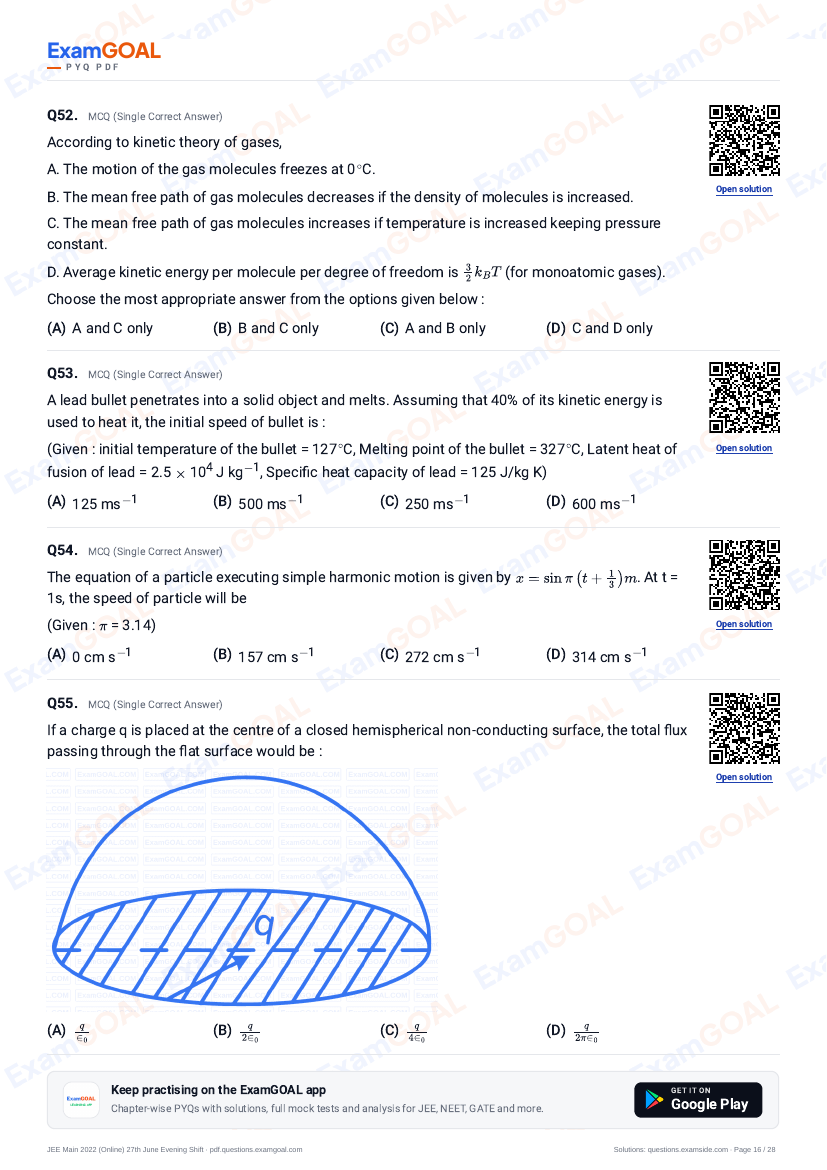 ExamGOAL
PYQ PDF
Q52. MCQ (Single Correct Answer)
According to kinetic theory of gases,
A. The motion of the gas molecules freezes at 0°C.
B. The mean free path of gas molecules decreases if the density of molecules is increased.
C. The mean free path of gas molecules increases if temperature is increased keeping pressure
constant.
D. Average kinetic energy per molecule per degree of freedom is 3/2 k_B T (for monoatomic gases).
Choose the most appropriate answer from the options given below :
(A) A and C only (B) B and C only (C) A and B only (D) C and D only
Open solution
Q53. MCQ (Single Correct Answer)
A lead bullet penetrates into a solid object and melts. Assuming that 40% of its kinetic energy is
used to heat it, the initial speed of bullet is :
(Given : initial temperature of the bullet = 127°C, Melting point of the bullet = 327°C, Latent heat of
fusion of lead = 2.5 × 10⁴ J kg⁻¹, Specific heat capacity of lead = 125 J/kg K)
(A) 125 ms⁻¹ (B) 500 ms⁻¹ (C) 250 ms⁻¹ (D) 600 ms⁻¹
Open solution
Q54. MCQ (Single Correct Answer)
The equation of a particle executing simple harmonic motion is given by x = sin π (t + 1/3)m. At t =
1s, the speed of particle will be
(Given : π = 3.14)
(A) 0 cm s⁻¹ (B) 157 cm s⁻¹ (C) 272 cm s⁻¹ (D) 314 cm s⁻¹
Open solution
Q55. MCQ (Single Correct Answer)
If a charge q is placed at the centre of a closed hemispherical non-conducting surface, the total flux
passing through the flat surface would be :
Open solution
q
(A) q/∈₀ (B) q/2∈₀ (C) q/4∈₀ (D) q/2π∈₀
ExamGOAL
Keep practising on the ExamGOAL app
Chapter-wise PYQs with solutions, full mock tests and analysis for JEE, NEET, GATE and more.
GET IT ON
Google Play
JEE Main 2022 (Online) 27th June Evening Shift · pdf.questions.examgoal.com
Solutions: questions.examside.com · Page 16 / 28